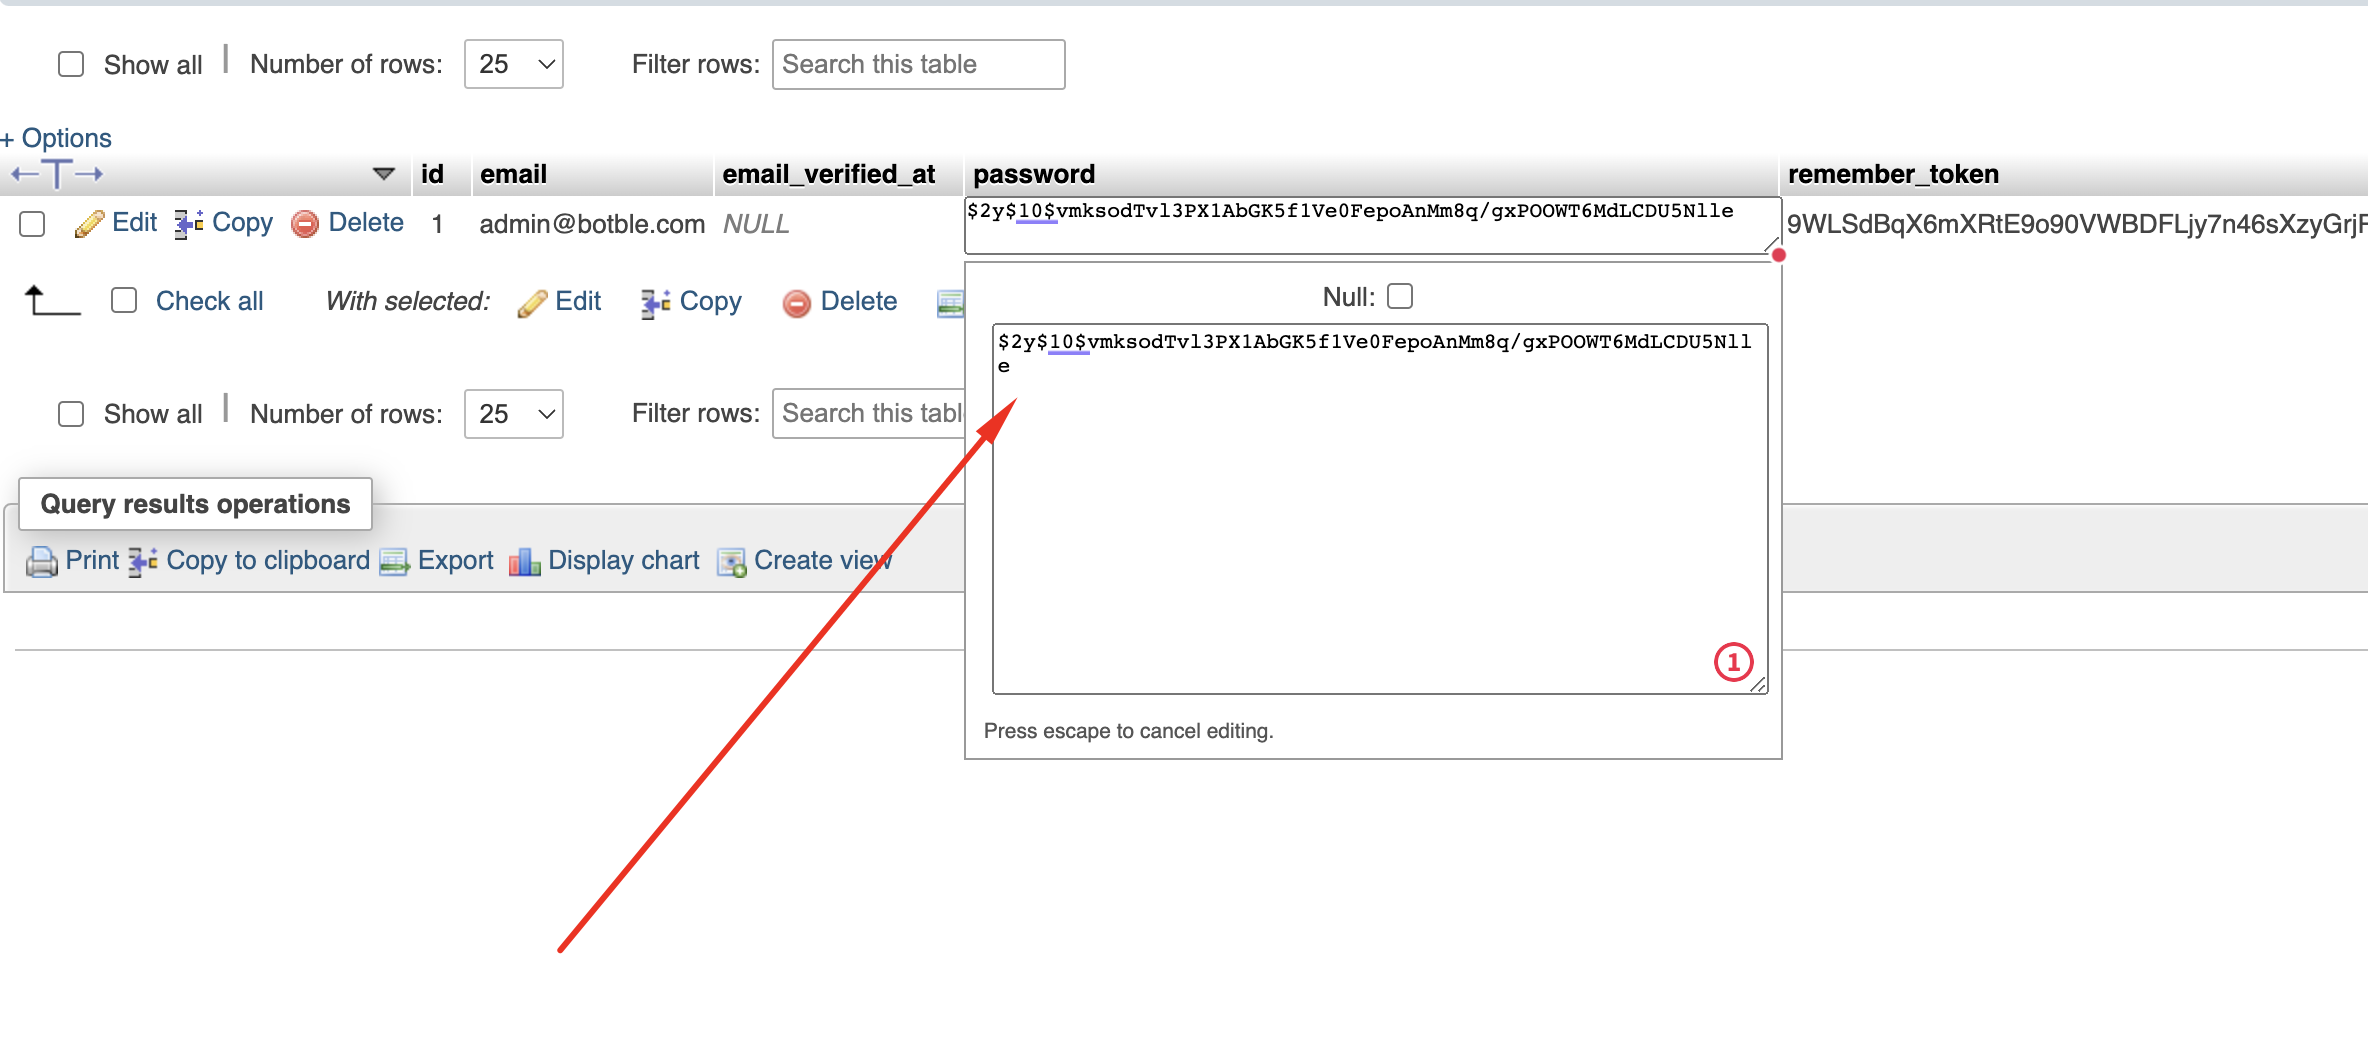 Show all | Number of rows: 25 Filter rows: Search this table
+ Options
←T→ id email email_verified_at password remember_token
Edit Copy Delete 1 admin@botble.com NULL $2y$10$vmksodTvl3PX1AbGK5f1Ve0FepoAnMm8q/gxPOOWT6MdLCDU5Nlle 9WLSdBqX6mXRtE9o90VWBDFLjy7n46sXzyGrjF
Null:
Check all With selected: Edit Copy Delete
$2y$10$vmksodTvl3PX1AbGK5f1Ve0FepoAnMm8q/gxPOOWT6MdLCDU5Nll
e
Show all | Number of rows: 25 Filter rows: Search this tabl
Query results operations
Print Copy to clipboard Export Display chart Create view
1
Press escape to cancel editing.